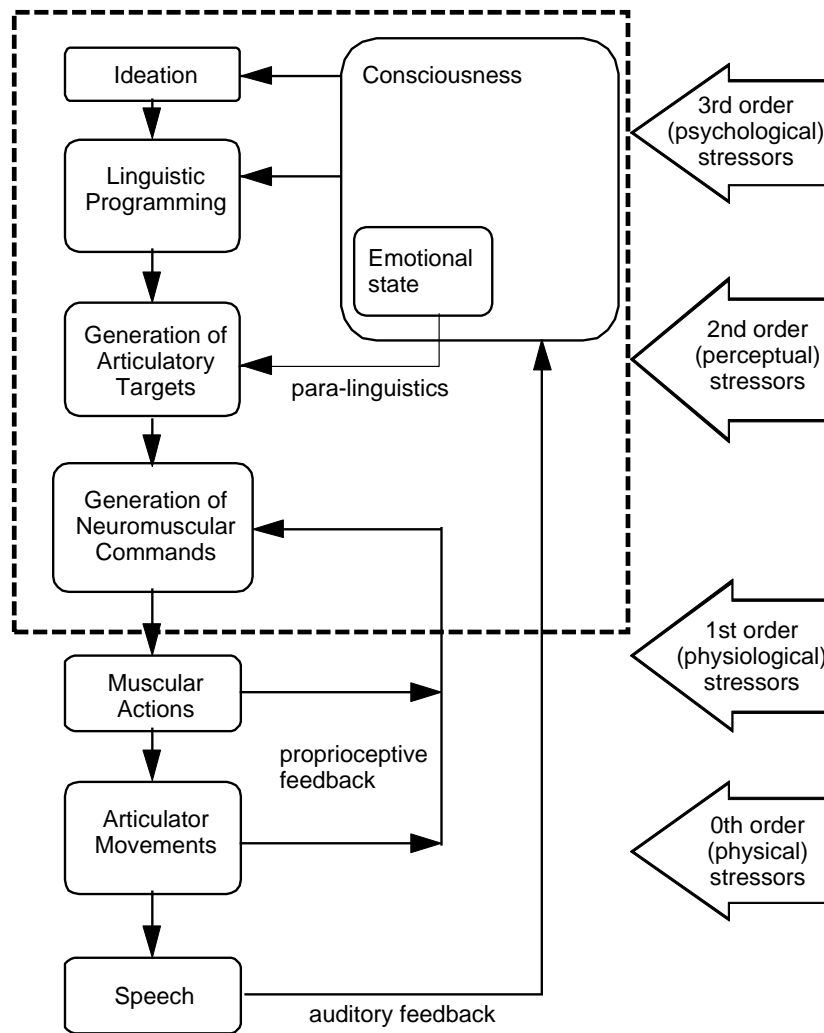 Ideation
Consciousness
3rd order
(psychological)
stressors
Linguistic
Programming
Emotional
state
Generation of
Articulatory
Targets
para-linguistics
2nd order
(perceptual)
stressors
Generation of
Neuromuscular
Commands
1st order
(physiological)
stressors
Muscular
Actions
proprioceptive
feedback
Articulator
Movements
0th order
(physical)
stressors
Speech
auditory feedback